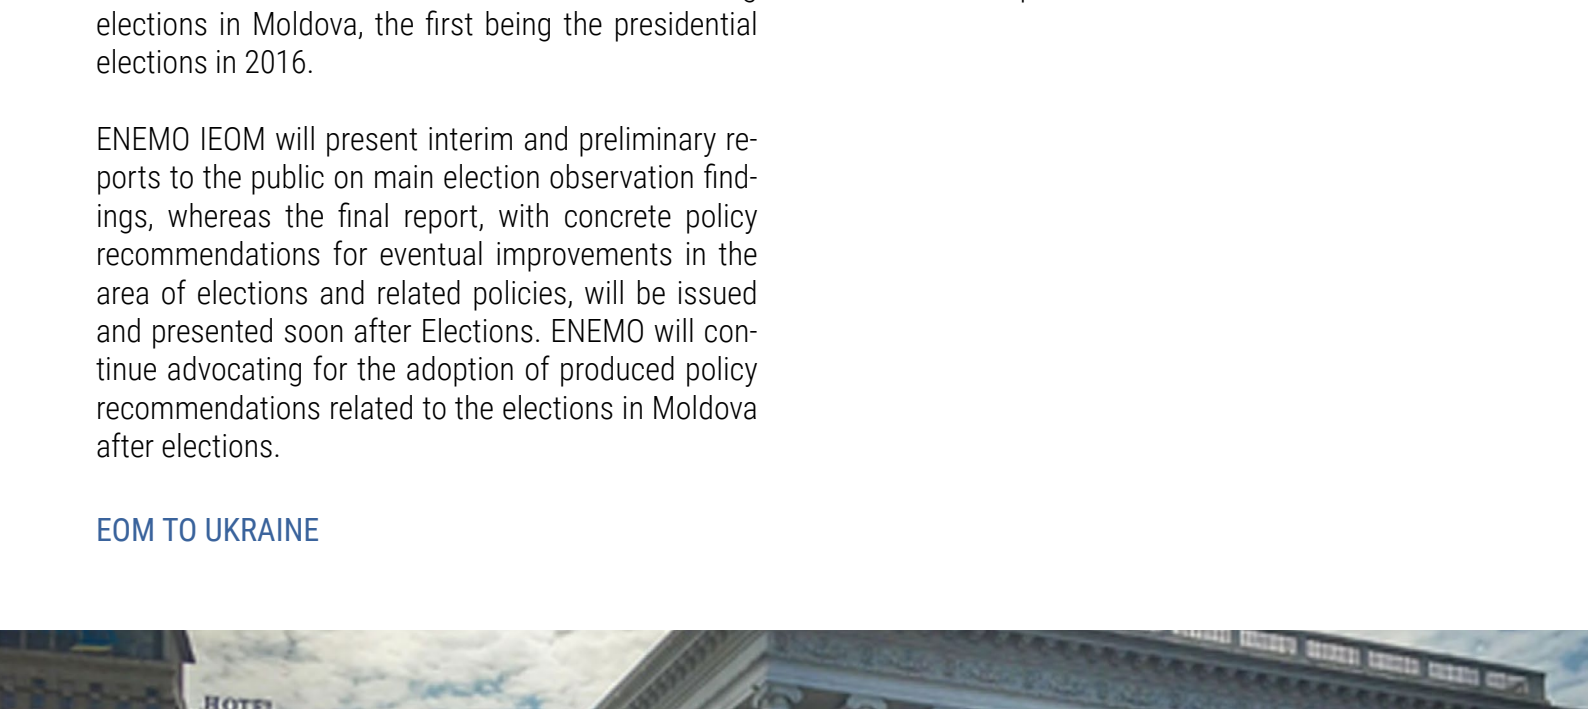 elections in Moldova, the first being the presidential
elections in 2016.
ENEMO IEOM will present interim and preliminary re-
ports to the public on main election observation find-
ings, whereas the final report, with concrete policy
recommendations for eventual improvements in the
area of elections and related policies, will be issued
and presented soon after Elections. ENEMO will con-
tinue advocating for the adoption of produced policy
recommendations related to the elections in Moldova
after elections.
EOM TO UKRAINE
HOTEL